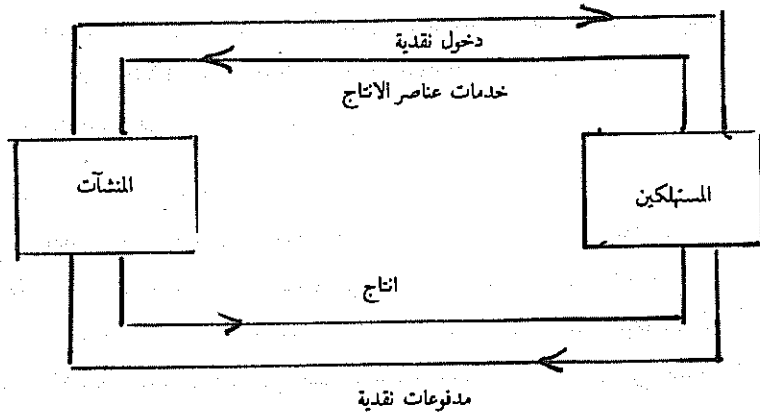 دخول نقدية
خدمات عناصر الانتاج
المنشآت
المستهلكين
انتاج
مدفوعات نقدية